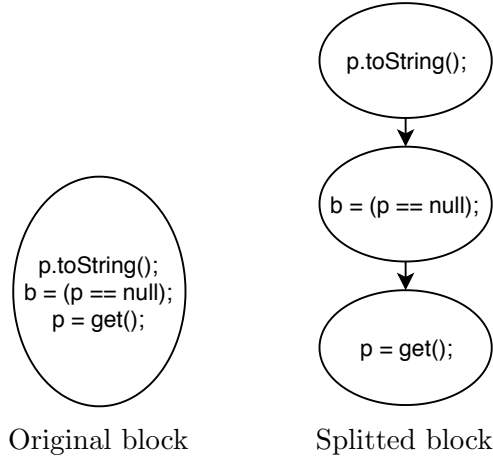 p.toString();
b = (p == null);
p = get();
Original block
p.toString();
b = (p == null);
p = get();
Splitted block